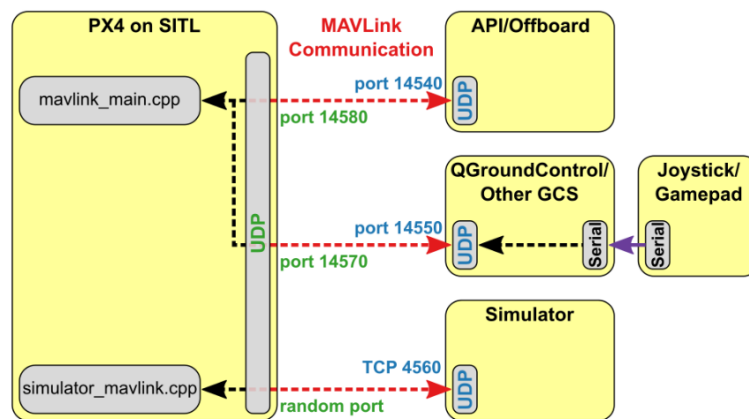 PX4 on SITL
MAVLink
Communication
API/Offboard
mavlink_main.cpp
port 14540
port 14580
UDP
QGroundControl/
Other GCS
Joystick/
Gamepad
UDP
port 14550
port 14570
UDP
Serial
Serial
Simulator
simulator_mavlink.cpp
TCP 4560
random port
UDP